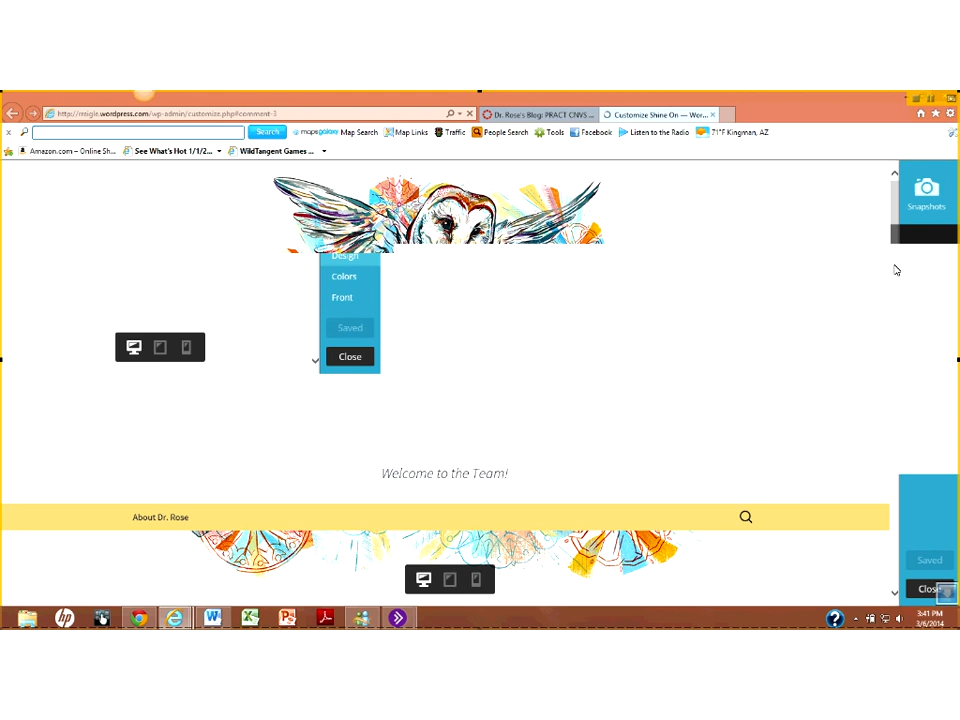 http://rreigle.wordpress.com/wp-admin/customize.php#comment-3
Dr. Rose's Blog: PRACT CNVS ...
Customize Shine On — Wor...
Search
mapsgalaxy Map Search
Map Links
Traffic
People Search
Tools
Facebook
Listen to the Radio
71°F Kingman, AZ
Amazon.com – Online Sh...
See What's Hot 1/1/2...
WildTangent Games ...
Snapshots
Design
Colors
Front
Saved
Close
Welcome to the Team!
About Dr. Rose
Saved
Close
3:41 PM
3/6/2014